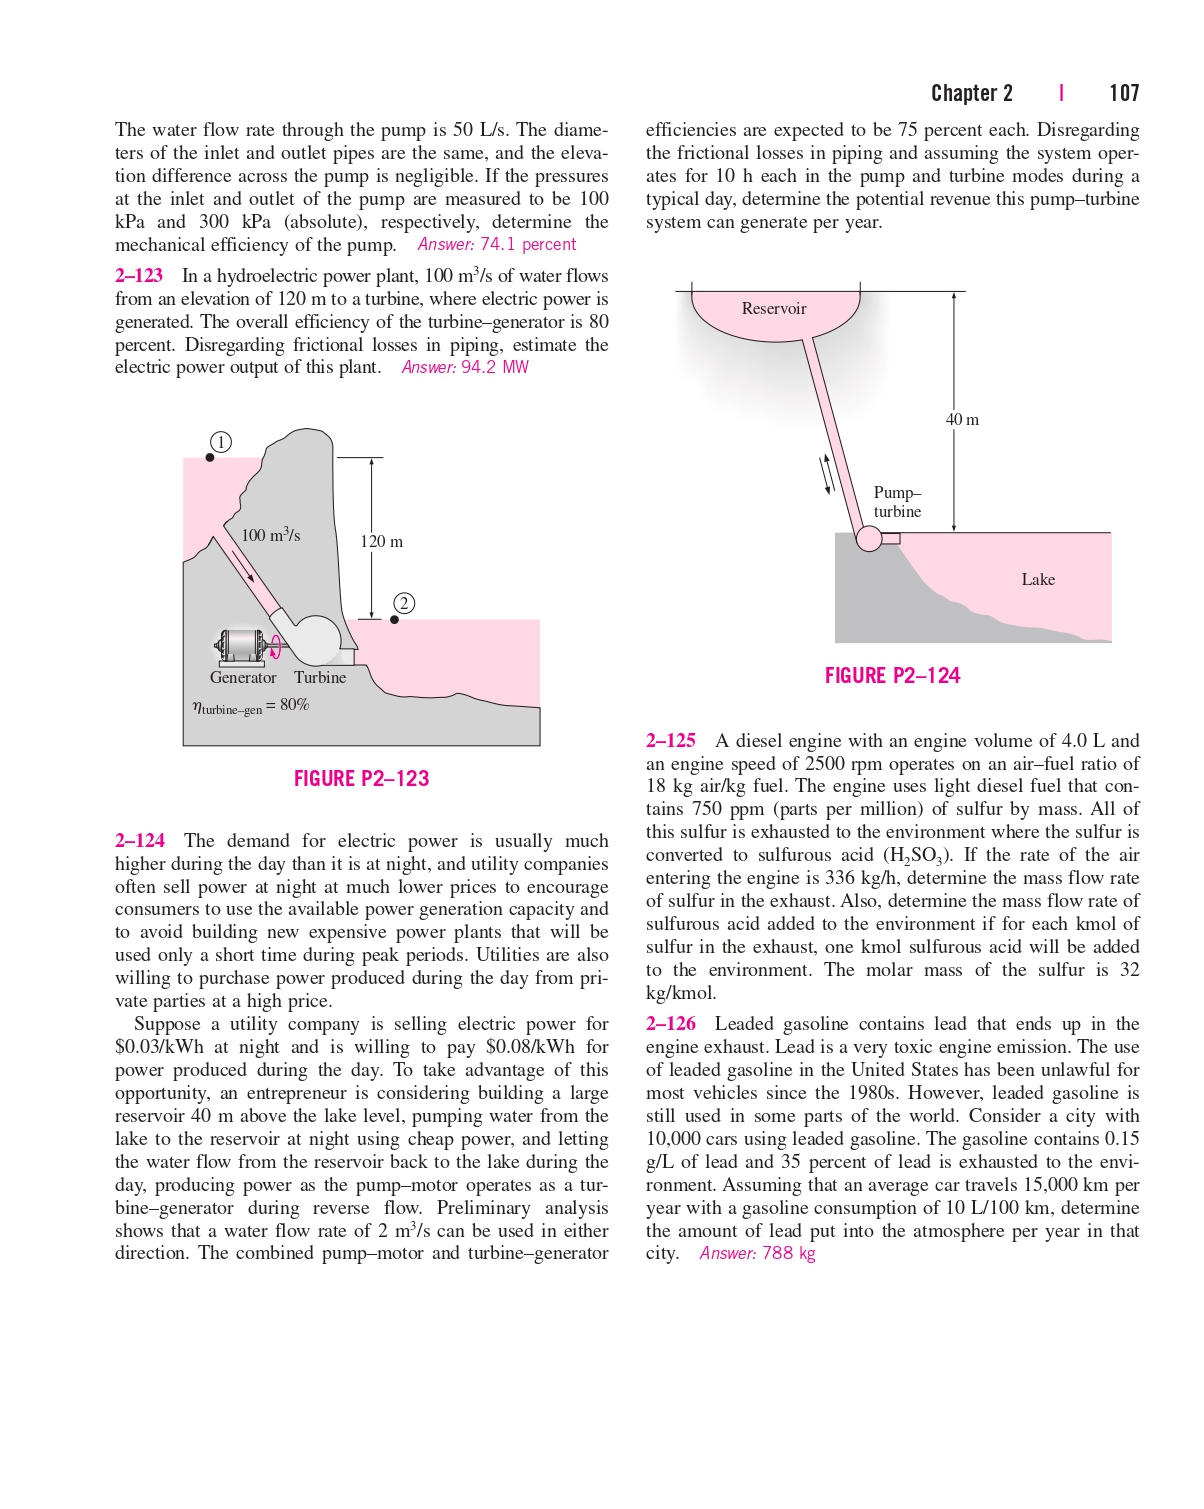 Chapter 2 | 107
The water flow rate through the pump is 50 L/s. The diame-
ters of the inlet and outlet pipes are the same, and the eleva-
tion difference across the pump is negligible. If the pressures
at the inlet and outlet of the pump are measured to be 100
kPa and 300 kPa (absolute), respectively, determine the
mechanical efficiency of the pump. Answer: 74.1 percent
2–123 In a hydroelectric power plant, 100 m³/s of water flows
from an elevation of 120 m to a turbine, where electric power is
generated. The overall efficiency of the turbine–generator is 80
percent. Disregarding frictional losses in piping, estimate the
electric power output of this plant. Answer: 94.2 MW
1
100 m³/s
120 m
2
Generator Turbine
ηturbine–gen = 80%
FIGURE P2–123
2–124 The demand for electric power is usually much
higher during the day than it is at night, and utility companies
often sell power at night at much lower prices to encourage
consumers to use the available power generation capacity and
to avoid building new expensive power plants that will be
used only a short time during peak periods. Utilities are also
willing to purchase power produced during the day from pri-
vate parties at a high price.
Suppose a utility company is selling electric power for
$0.03/kWh at night and is willing to pay $0.08/kWh for
power produced during the day. To take advantage of this
opportunity, an entrepreneur is considering building a large
reservoir 40 m above the lake level, pumping water from the
lake to the reservoir at night using cheap power, and letting
the water flow from the reservoir back to the lake during the
day, producing power as the pump–motor operates as a tur-
bine–generator during reverse flow. Preliminary analysis
shows that a water flow rate of 2 m³/s can be used in either
direction. The combined pump–motor and turbine–generator
efficiencies are expected to be 75 percent each. Disregarding
the frictional losses in piping and assuming the system oper-
ates for 10 h each in the pump and turbine modes during a
typical day, determine the potential revenue this pump–turbine
system can generate per year.
Reservoir
40 m
Pump–
turbine
Lake
FIGURE P2–124
2–125 A diesel engine with an engine volume of 4.0 L and
an engine speed of 2500 rpm operates on an air–fuel ratio of
18 kg air/kg fuel. The engine uses light diesel fuel that con-
tains 750 ppm (parts per million) of sulfur by mass. All of
this sulfur is exhausted to the environment where the sulfur is
converted to sulfurous acid (H₂SO₃). If the rate of the air
entering the engine is 336 kg/h, determine the mass flow rate
of sulfur in the exhaust. Also, determine the mass flow rate of
sulfurous acid added to the environment if for each kmol of
sulfur in the exhaust, one kmol sulfurous acid will be added
to the environment. The molar mass of the sulfur is 32
kg/kmol.
2–126 Leaded gasoline contains lead that ends up in the
engine exhaust. Lead is a very toxic engine emission. The use
of leaded gasoline in the United States has been unlawful for
most vehicles since the 1980s. However, leaded gasoline is
still used in some parts of the world. Consider a city with
10,000 cars using leaded gasoline. The gasoline contains 0.15
g/L of lead and 35 percent of lead is exhausted to the envi-
ronment. Assuming that an average car travels 15,000 km per
year with a gasoline consumption of 10 L/100 km, determine
the amount of lead put into the atmosphere per year in that
city. Answer: 788 kg